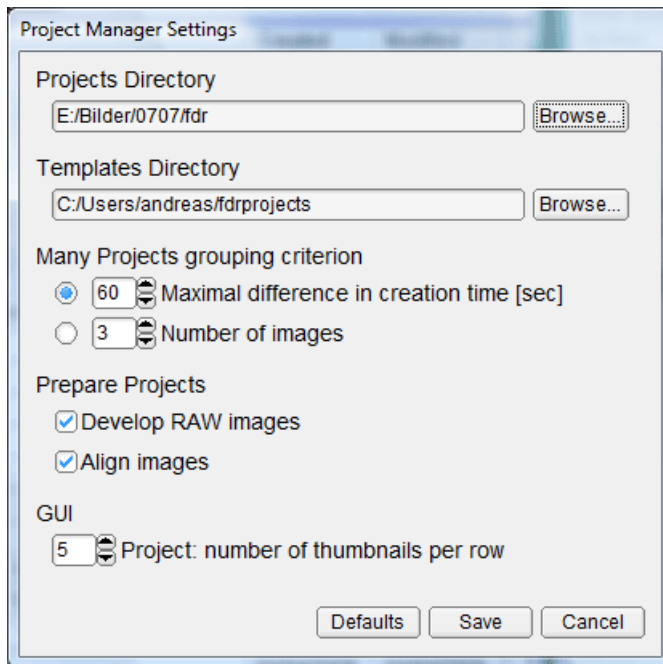 Project Manager Settings
Projects Directory
E:/Bilder/0707/fdr Browse...
Templates Directory
C:/Users/andreas/fdrprojects Browse...
Many Projects grouping criterion
60 Maximal difference in creation time [sec]
3 Number of images
Prepare Projects
Develop RAW images
Align images
GUI
5 Project: number of thumbnails per row
Defaults Save Cancel